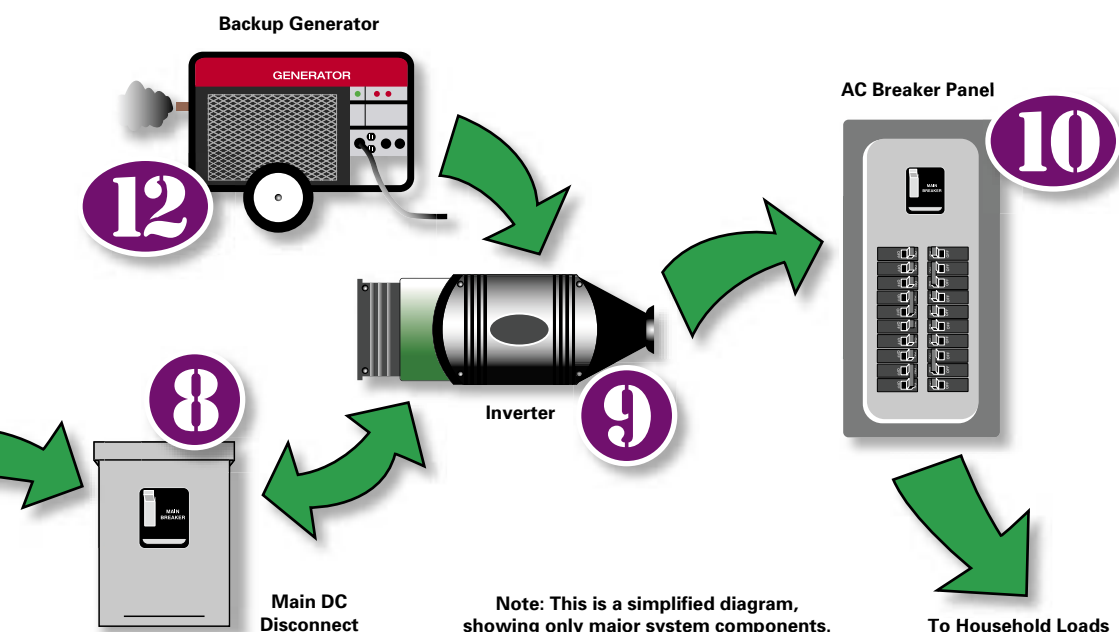 Backup Generator
GENERATOR
12
AC Breaker Panel
10
MAIN
BREAKER
Inverter
9
8
MAIN
BREAKER
Main DC
Disconnect
Note: This is a simplified diagram,
showing only major system components.
To Household Loads